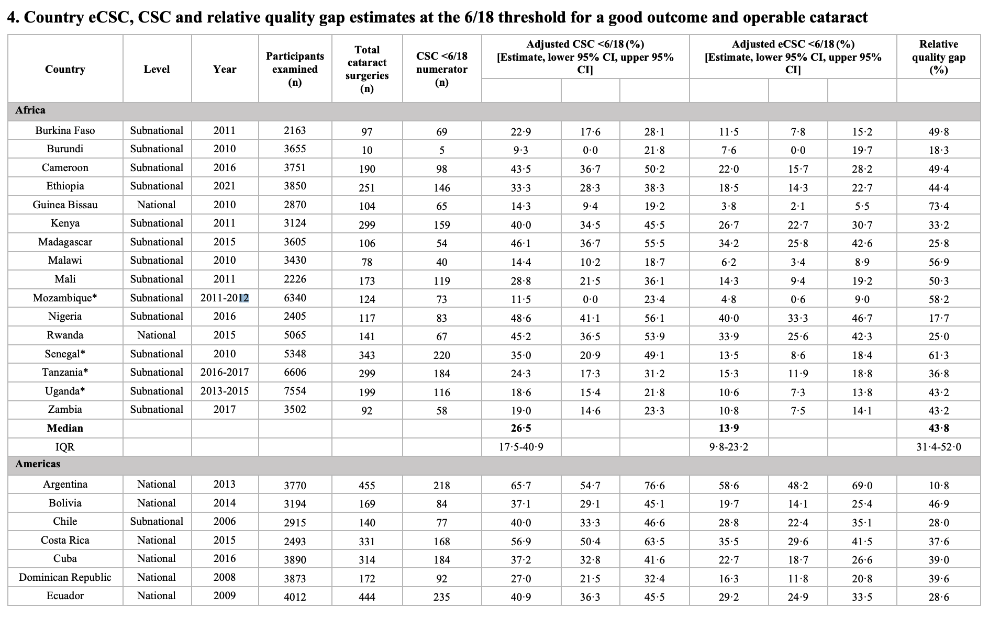 4. Country eCSC, CSC and relative quality gap estimates at the 6/18 threshold for a good outcome and operable cataract
Country Level Year Participants examined (n) Total cataract surgeries (n) CSC <6/18 numerator (n) Adjusted CSC <6/18 (%) [Estimate, lower 95% CI, upper 95% CI] Adjusted eCSC <6/18 (%) [Estimate, lower 95% CI, upper 95% CI] Relative quality gap (%)
Africa
Burkina Faso Subnational 2011 2163 97 69 22·9 17·6 28·1 11·5 7·8 15·2 49·8
Burundi Subnational 2010 3655 10 5 9·3 0·0 21·8 7·6 0·0 19·7 18·3
Cameroon Subnational 2016 3751 190 98 43·5 36·7 50·2 22·0 15·7 28·2 49·4
Ethiopia Subnational 2021 3850 251 146 33·3 28·3 38·3 18·5 14·3 22·7 44·4
Guinea Bissau National 2010 2870 104 65 14·3 9·4 19·2 3·8 2·1 5·5 73·4
Kenya Subnational 2011 3124 299 159 40·0 34·5 45·5 26·7 22·7 30·7 33·2
Madagascar Subnational 2015 3605 106 54 46·1 36·7 55·5 34·2 25·8 42·6 25·8
Malawi Subnational 2010 3430 78 40 14·4 10·2 18·7 6·2 3·4 8·9 56·9
Mali Subnational 2011 2226 173 119 28·8 21·5 36·1 14·3 9·4 19·2 50·3
Mozambique* Subnational 2011-2012 6340 124 73 11·5 0·0 23·4 4·8 0·6 9·0 58·2
Nigeria Subnational 2016 2405 117 83 48·6 41·1 56·1 40·0 33·3 46·7 17·7
Rwanda National 2015 5065 141 67 45·2 36·5 53·9 33·9 25·6 42·3 25·0
Senegal* Subnational 2010 5348 343 220 35·0 20·9 49·1 13·5 8·6 18·4 61·3
Tanzania* Subnational 2016-2017 6606 299 184 24·3 17·3 31·2 15·3 11·9 18·8 36·8
Uganda* Subnational 2013-2015 7554 199 116 18·6 15·4 21·8 10·6 7·3 13·8 43·2
Zambia Subnational 2017 3502 92 58 19·0 14·6 23·3 10·8 7·5 14·1 43·2
Median 26·5 13·9 43·8
IQR 17·5-40·9 9·8-23·2 31·4-52·0
Americas
Argentina National 2013 3770 455 218 65·7 54·7 76·6 58·6 48·2 69·0 10·8
Bolivia National 2014 3194 169 84 37·1 29·1 45·1 19·7 14·1 25·4 46·9
Chile Subnational 2006 2915 140 77 40·0 33·3 46·6 28·8 22·4 35·1 28·0
Costa Rica National 2015 2493 331 168 56·9 50·4 63·5 35·5 29·6 41·5 37·6
Cuba National 2016 3890 314 184 37·2 32·8 41·6 22·7 18·7 26·6 39·0
Dominican Republic National 2008 3873 172 92 27·0 21·5 32·4 16·3 11·8 20·8 39·6
Ecuador National 2009 4012 444 235 40·9 36·3 45·5 29·2 24·9 33·5 28·6